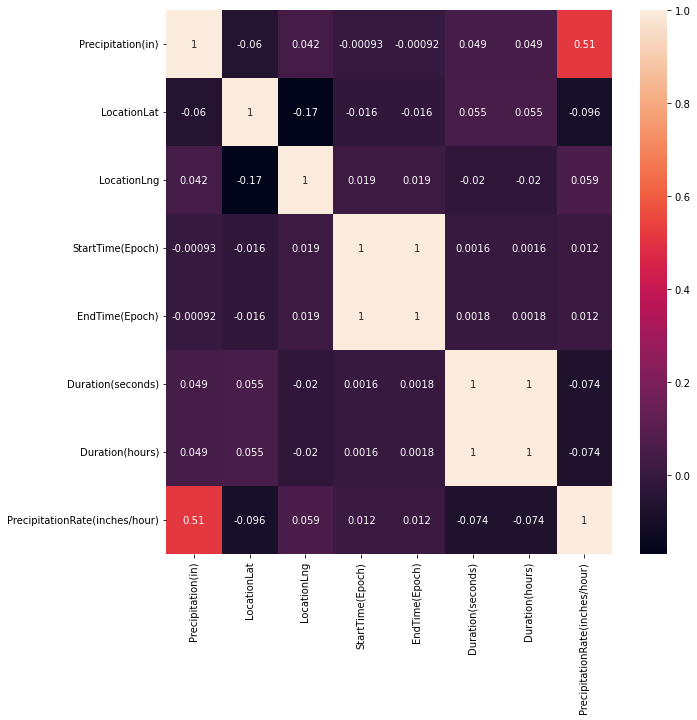 1.0
Precipitation(in) 1 -0.06 0.042 -0.00093 -0.00092 0.049 0.049 0.51
0.8
LocationLat -0.06 1 -0.17 -0.016 -0.016 0.055 0.055 -0.096
LocationLng 0.042 -0.17 1 0.019 0.019 -0.02 -0.02 0.059
0.6
StartTime(Epoch) -0.00093 -0.016 0.019 1 1 0.0016 0.0016 0.012
0.4
EndTime(Epoch) -0.00092 -0.016 0.019 1 1 0.0018 0.0018 0.012
Duration(seconds) 0.049 0.055 -0.02 0.0016 0.0018 1 1 -0.074
0.2
Duration(hours) 0.049 0.055 -0.02 0.0016 0.0018 1 1 -0.074
0.0
PrecipitationRate(inches/hour) 0.51 -0.096 0.059 0.012 0.012 -0.074 -0.074 1
Precipitation(in)
LocationLat
LocationLng
StartTime(Epoch)
EndTime(Epoch)
Duration(seconds)
Duration(hours)
PrecipitationRate(inches/hour)